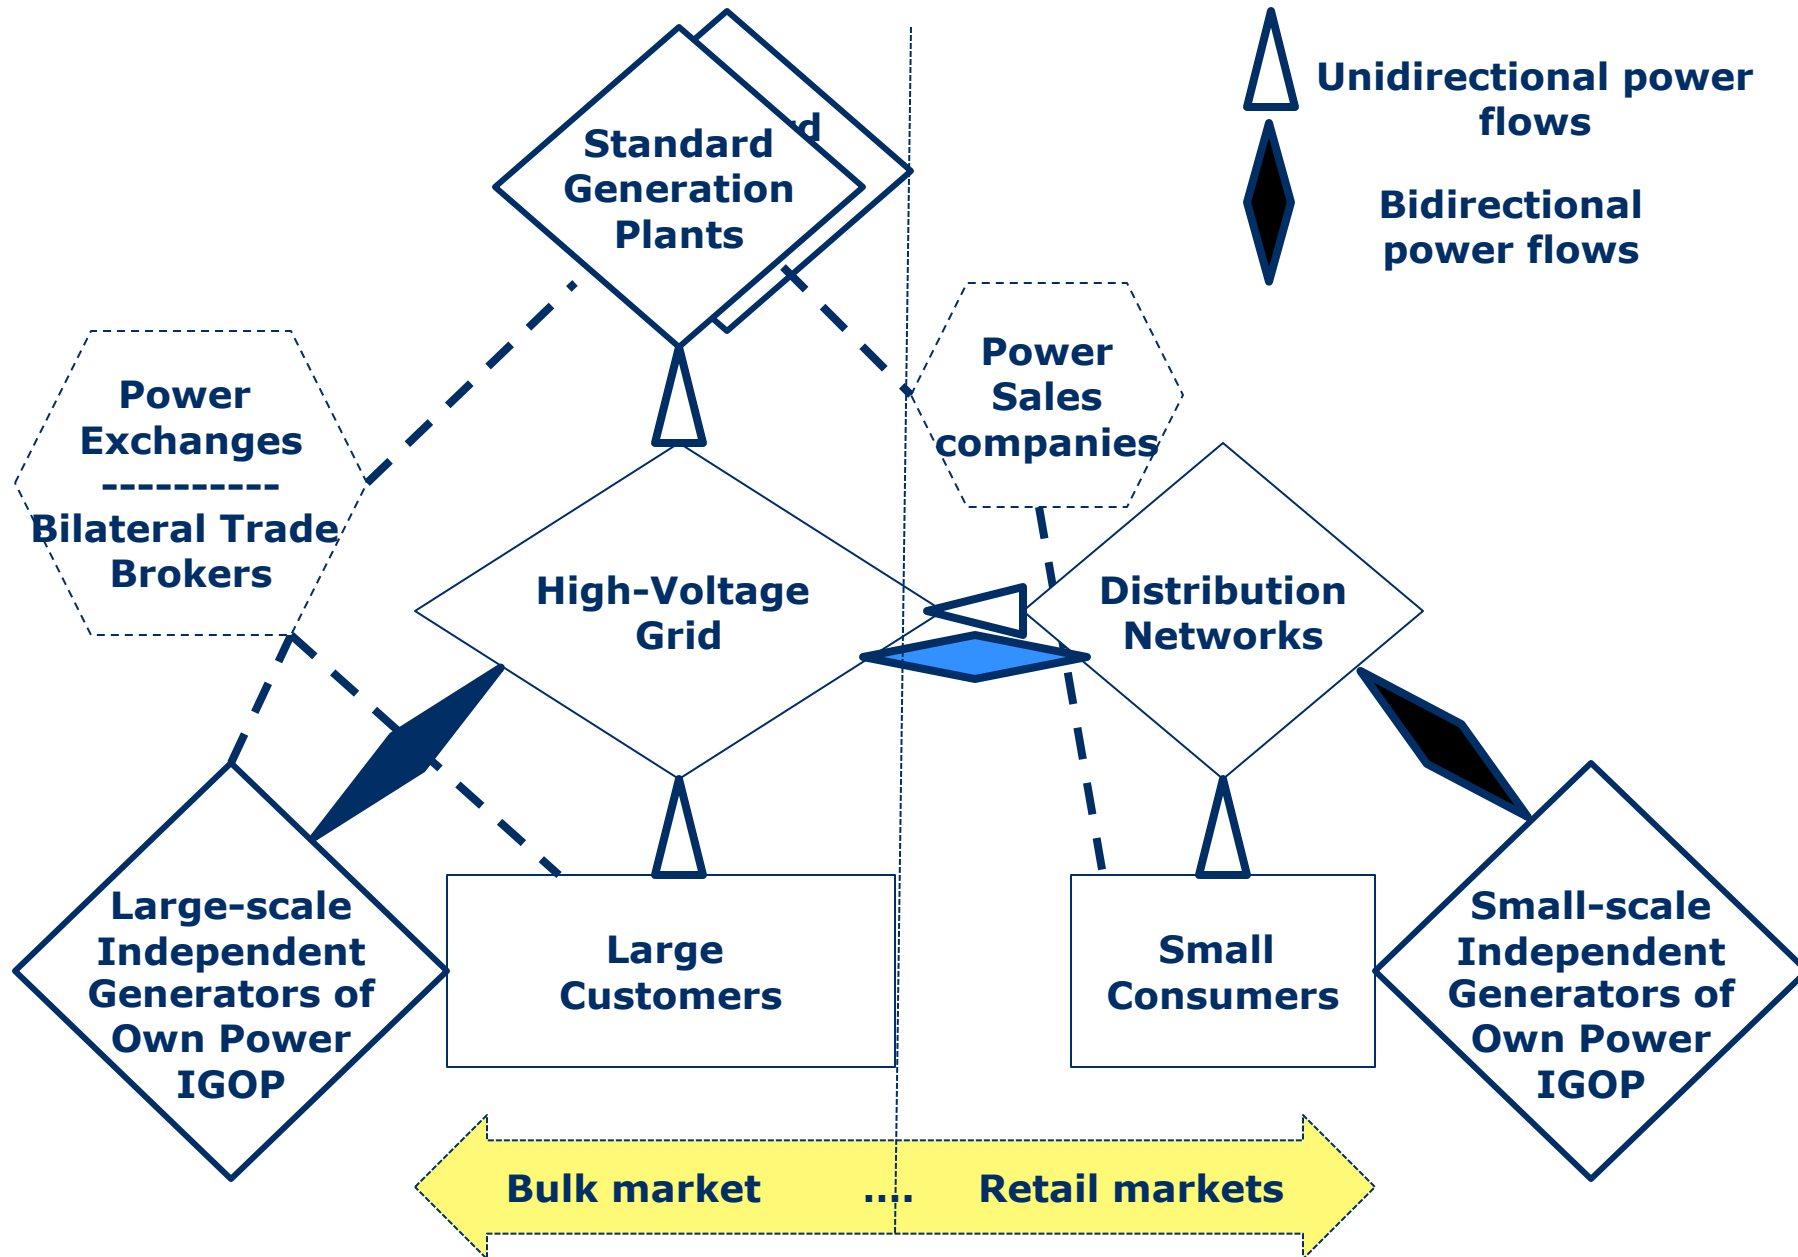 Unidirectional power
flows
Standard
Generation
Plants
Bidirectional
power flows
Power
Exchanges
----------
Bilateral Trade
Brokers
Power
Sales
companies
High-Voltage
Grid
Distribution
Networks
Large-scale
Independent
Generators of
Own Power
IGOP
Large
Customers
Small
Consumers
Small-scale
Independent
Generators of
Own Power
IGOP
Bulk market .... Retail markets